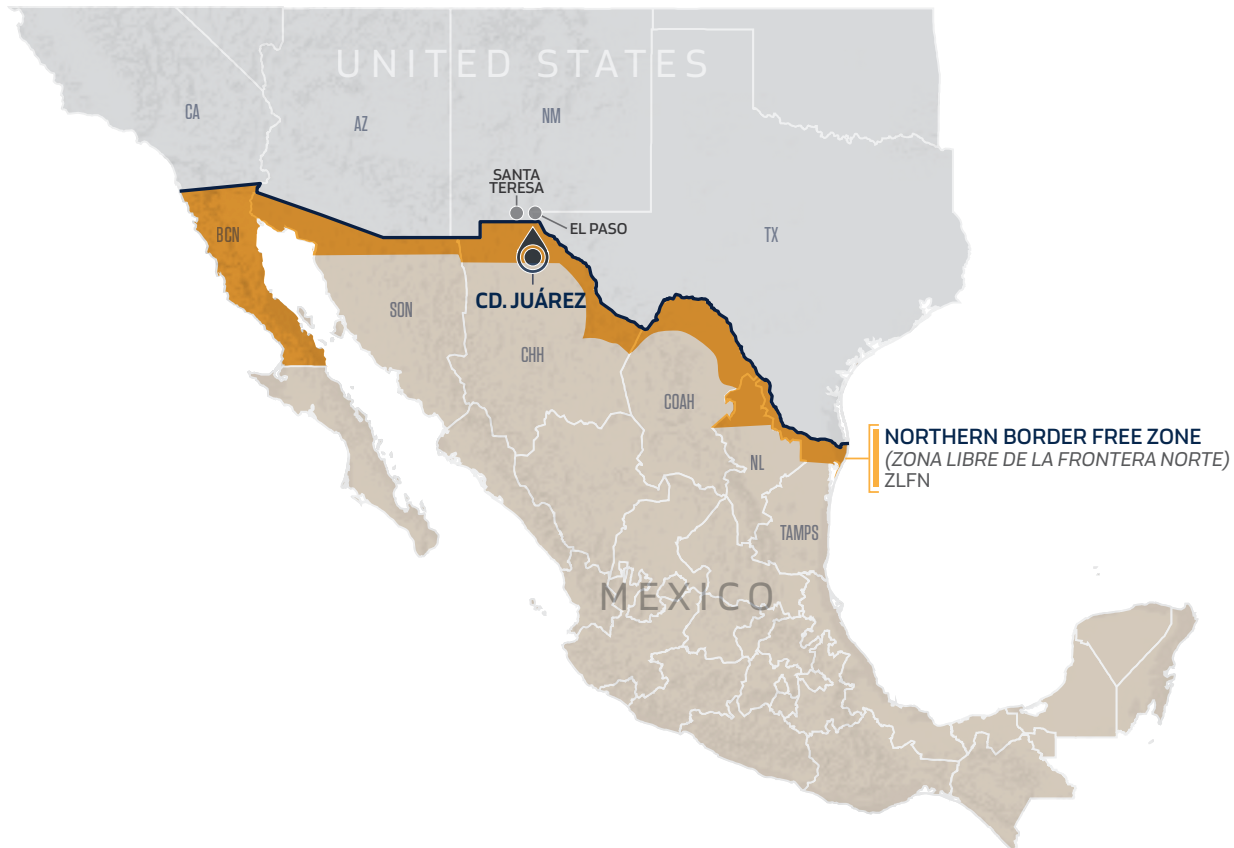 UNITED STATES
CA
AZ
NM
SANTA
TERESA
EL PASO
TX
BCN
CD. JUÁREZ
SON
CHH
COAH
NORTHERN BORDER FREE ZONE
(ZONA LIBRE DE LA FRONTERA NORTE)
ZLFN
NL
TAMPS
MEXICO